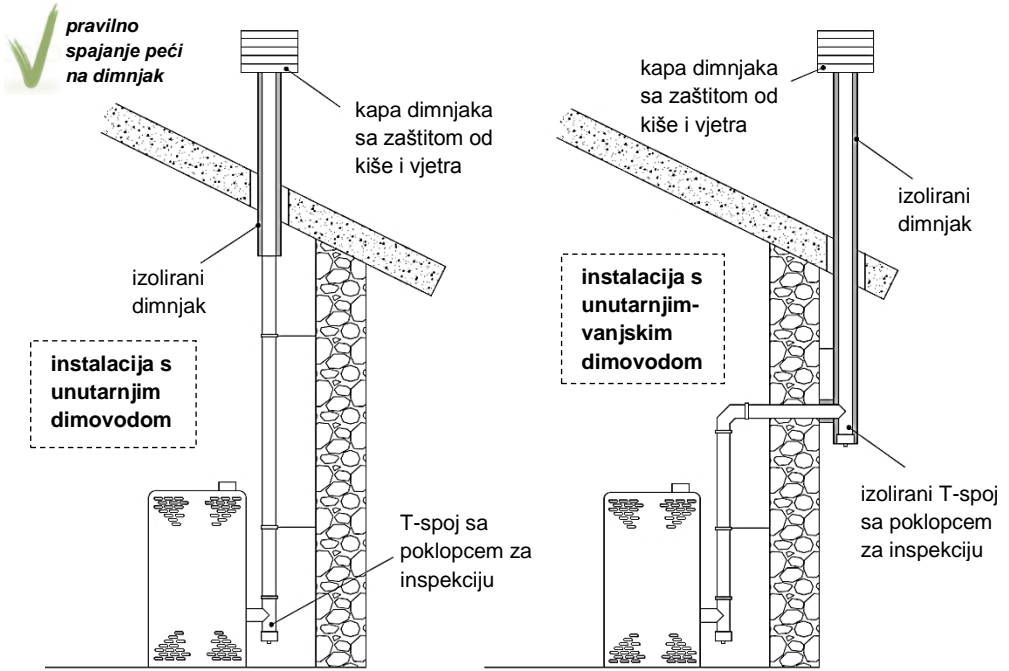 pravilno
spajanje peći
na dimnjak
kapa dimnjaka
sa zaštitom od
kiše i vjetra
izolirani
dimnjak
instalacija s
unutarnjim
dimovodom
T-spoj sa
poklopcem za
inspekciju
kapa dimnjaka
sa zaštitom od
kiše i vjetra
izolirani
dimnjak
instalacija s
unutarnjim-
vanjskim
dimovodom
izolirani T-spoj
sa poklopcem
za inspekciju